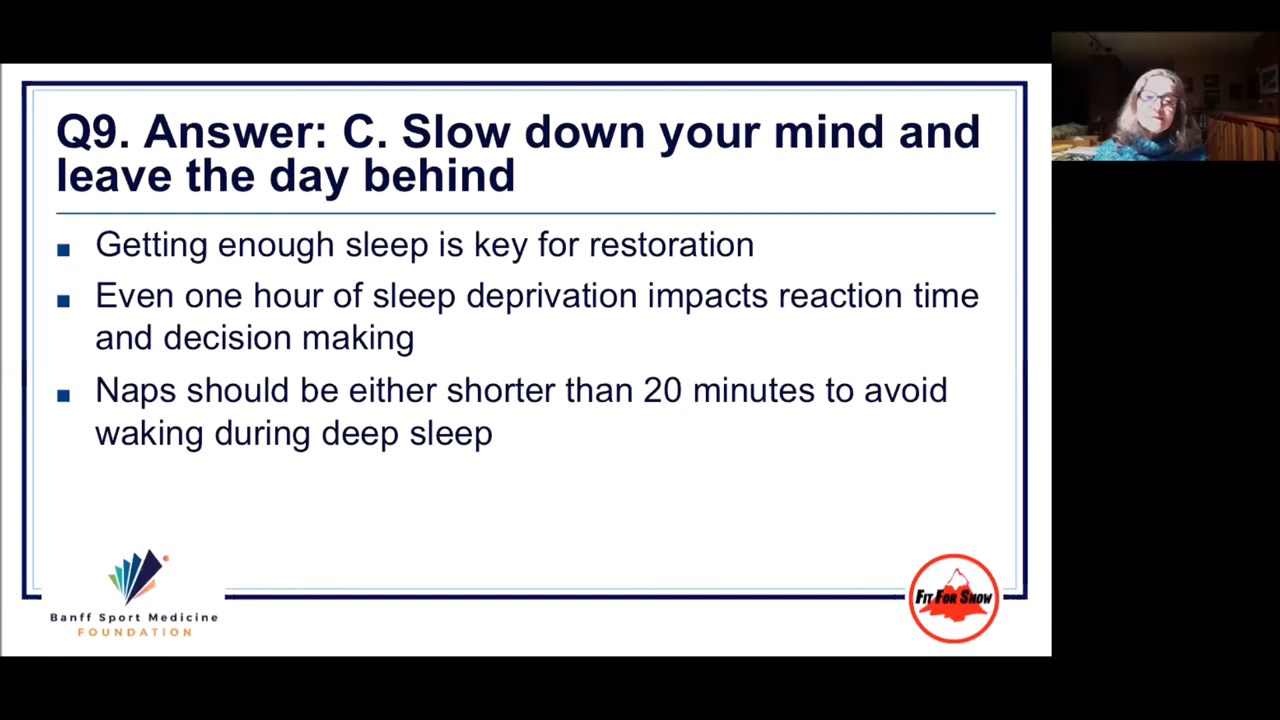 Q9. Answer: C. Slow down your mind and
leave the day behind
Getting enough sleep is key for restoration
Even one hour of sleep deprivation impacts reaction time
and decision making
Naps should be either shorter than 20 minutes to avoid
waking during deep sleep
Banff Sport Medicine
FOUNDATION
FIT FOR SNOW